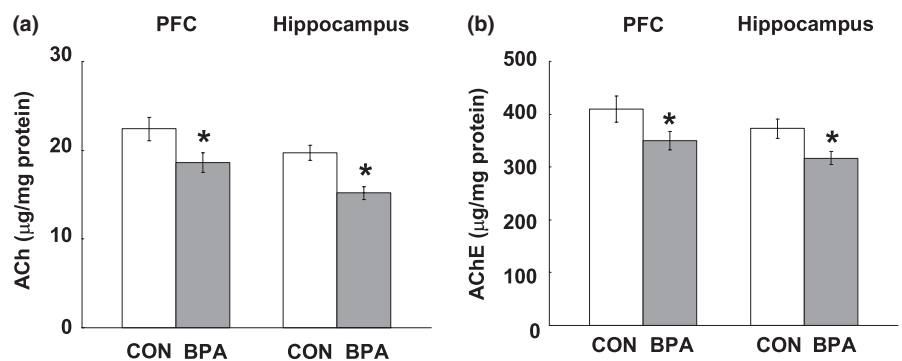 (a) PFC Hippocampus
30
20
10
0
ACh (μg/mg protein)
*
*
CON BPA CON BPA
(b) PFC Hippocampus
500
400
300
200
100
0
AChE (μg/mg protein)
*
*
CON BPA CON BPA